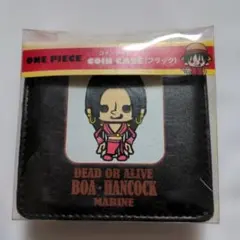 ONE PIECE
COIN CASE(ブラック)
DEAD OR ALIVE
BOA·HANCOCK
MARINE